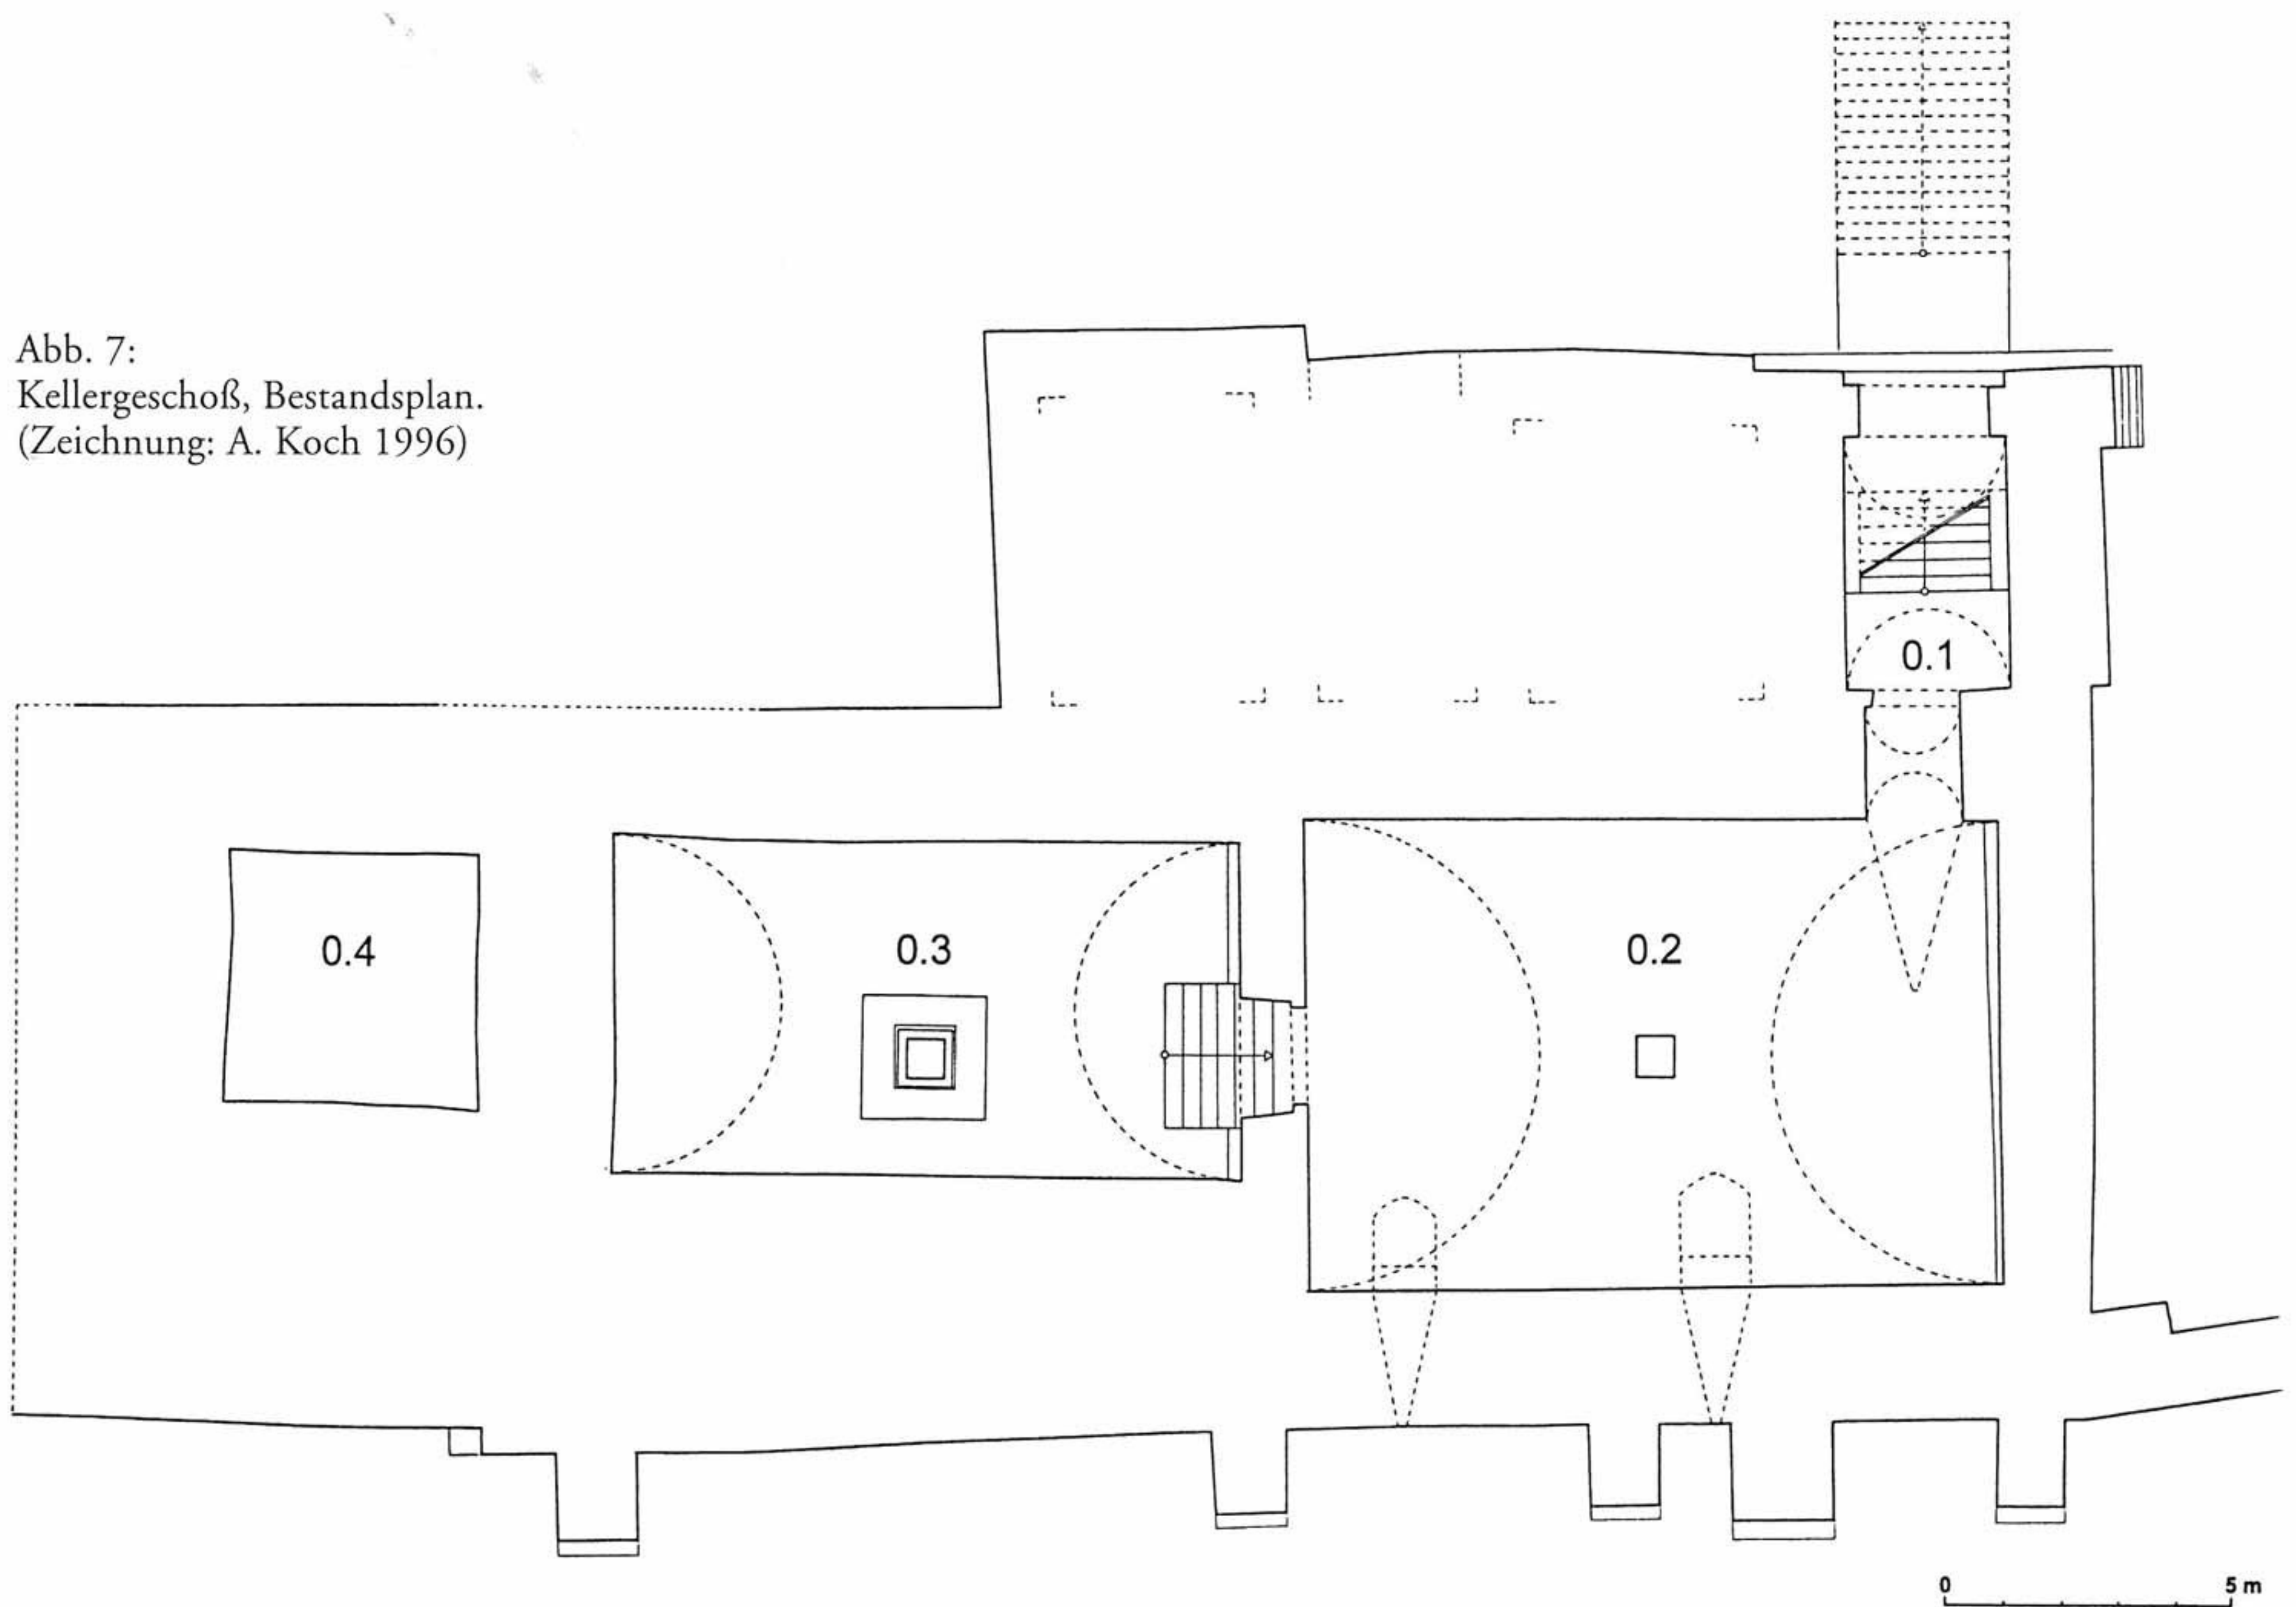 Abb. 7:
Kellergeschoß, Bestandsplan.
(Zeichnung: A. Koch 1996)
0.1
0.4
0.3
0.2
0 5 m